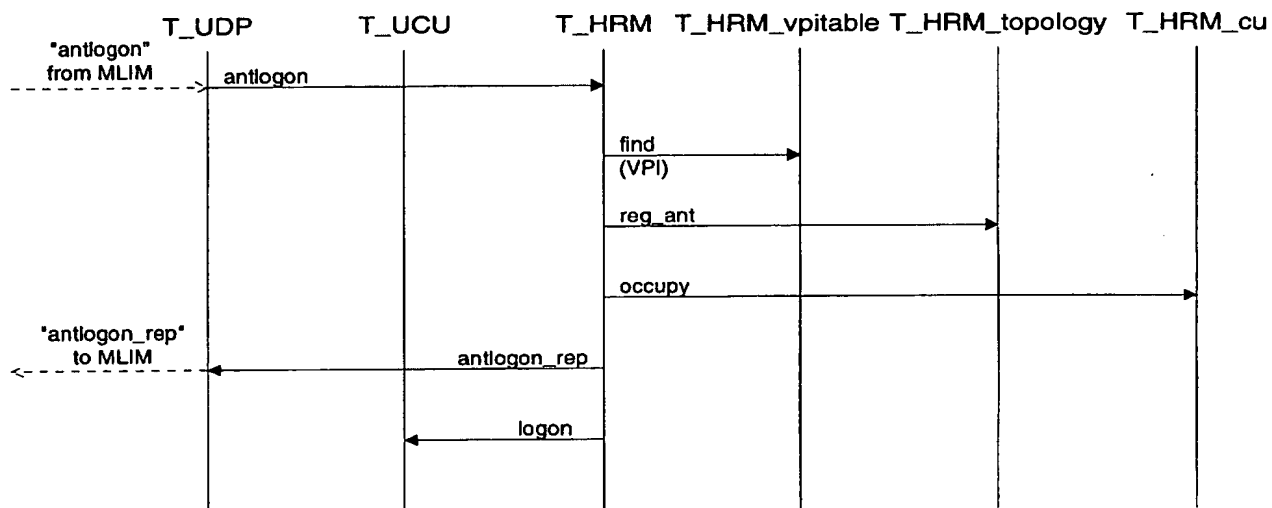 T_UDP T_UCU T_HRM T_HRM_vpitable T_HRM_topology T_HRM_cu
"antlogon"
from MLIM
antlogon
find
(VPI)
reg_ant
occupy
"antlogon_rep"
to MLIM
antlogon_rep
logon